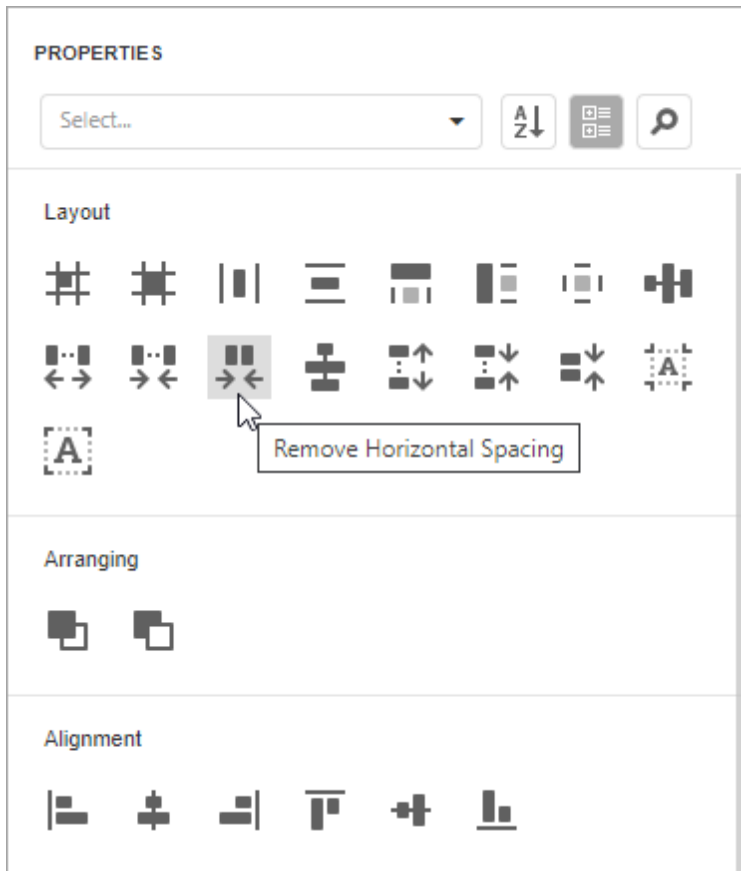 PROPERTIES
Select...
A
Z
Layout
A
A
Remove Horizontal Spacing
Arranging
Alignment